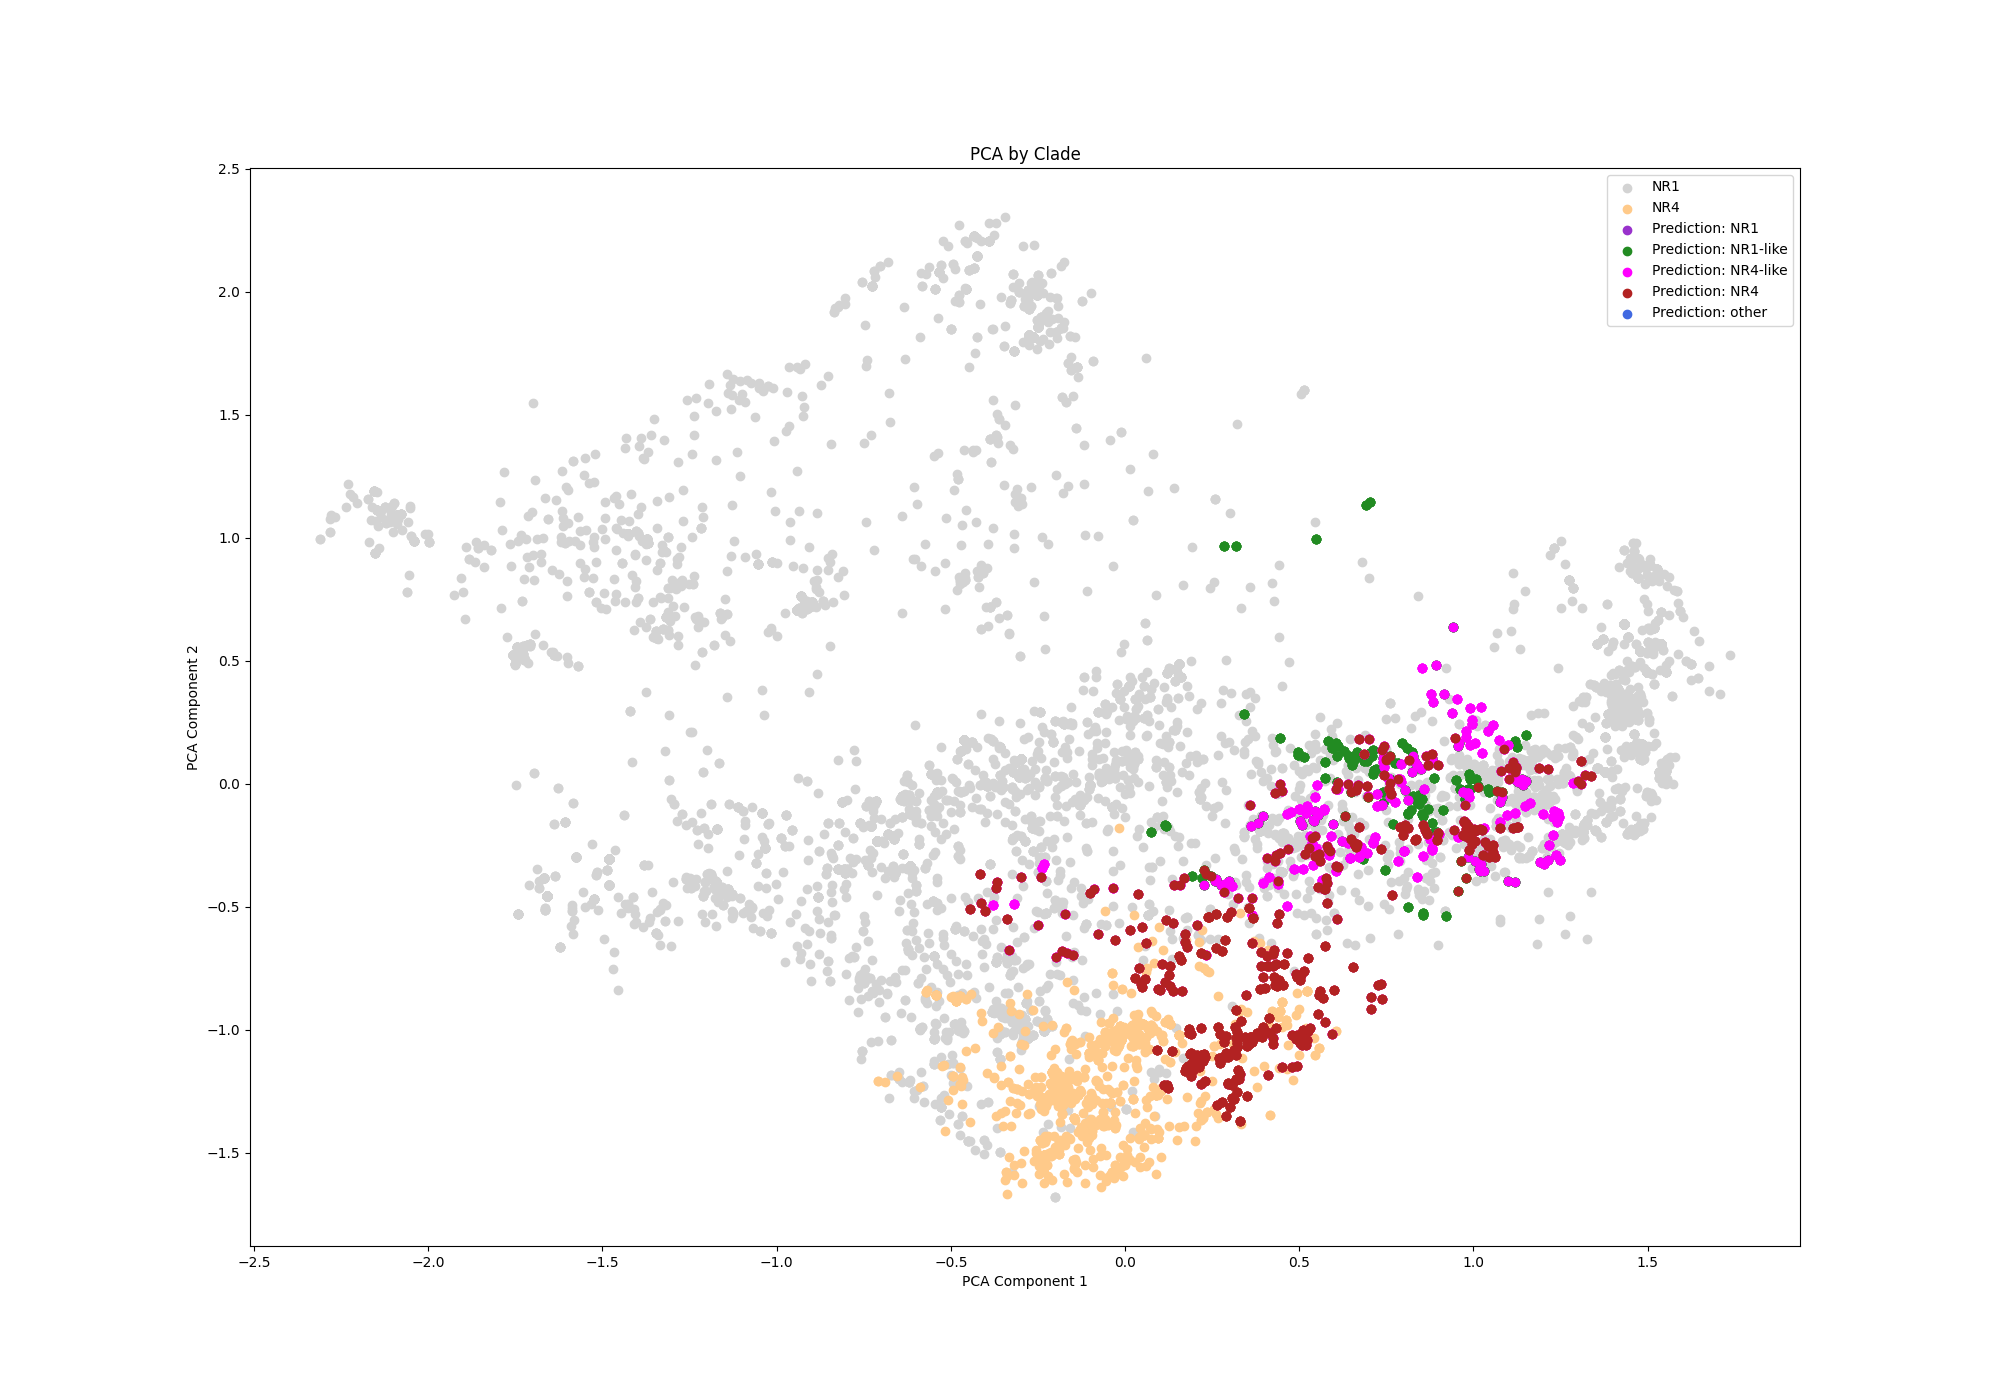 PCA by Clade
2.5
2.0
1.5
1.0
0.5
0.0
−0.5
−1.0
−1.5
PCA Component 2
NR1
NR4
Prediction: NR1
Prediction: NR1-like
Prediction: NR4-like
Prediction: NR4
Prediction: other
−2.5 −2.0 −1.5 −1.0 −0.5 0.0 0.5 1.0 1.5
PCA Component 1